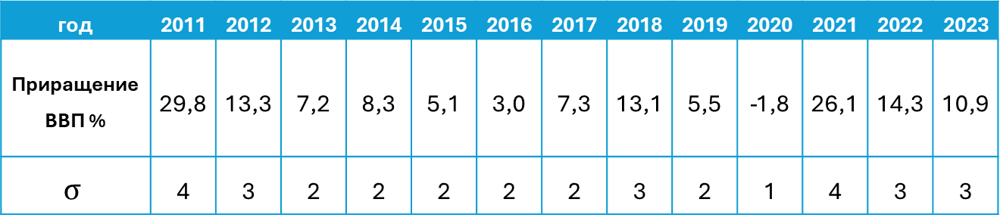 год 2011 2012 2013 2014 2015 2016 2017 2018 2019 2020 2021 2022 2023
Приращение
ВВП %
29,8 13,3 7,2 8,3 5,1 3,0 7,3 13,1 5,5 -1,8 26,1 14,3 10,9
σ 4 3 2 2 2 2 2 3 2 1 4 3 3